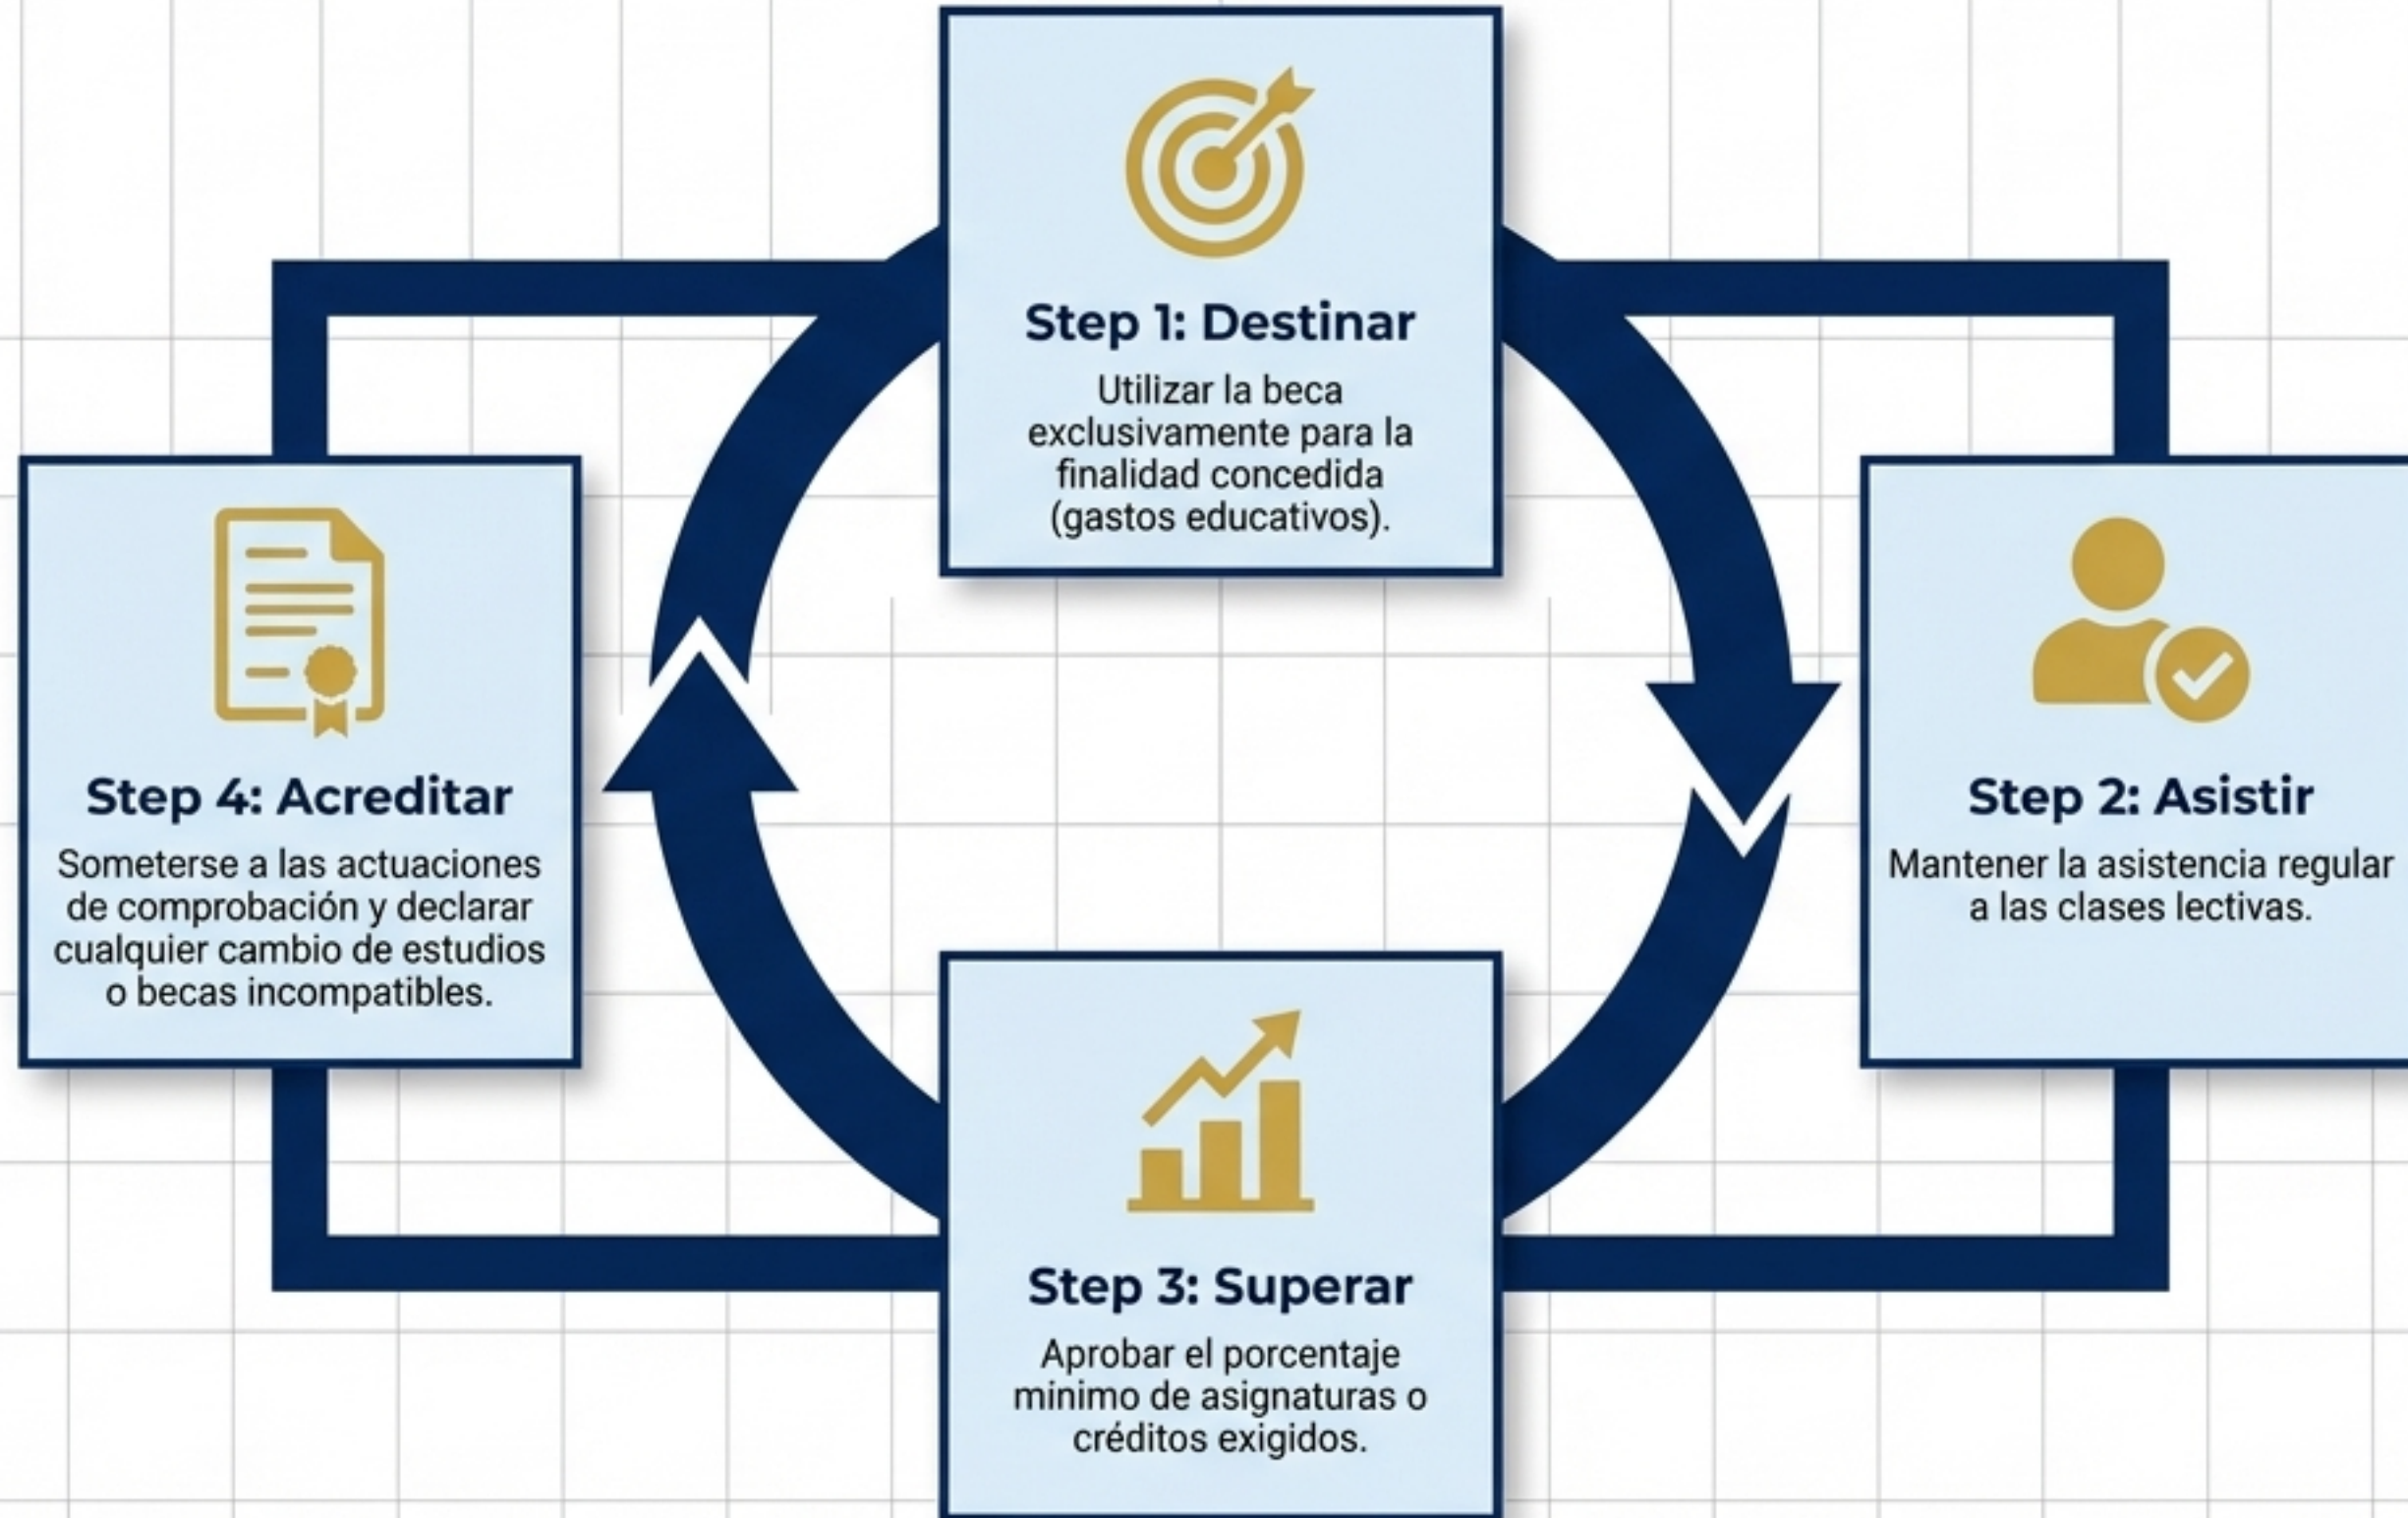 Step 1: Destinar
Utilizar la beca
exclusivamente para la
finalidad concedida
(gastos educativos).
Step 2: Asistir
Mantener la asistencia regular
a las clases lectivas.
Step 3: Superar
Aprobar el porcentaje
minimo de asignaturas o
créditos exigidos.
Step 4: Acreditar
Someterse a las actuaciones
de comprobación y declarar
cualquier cambio de estudios
o becas incompatibles.